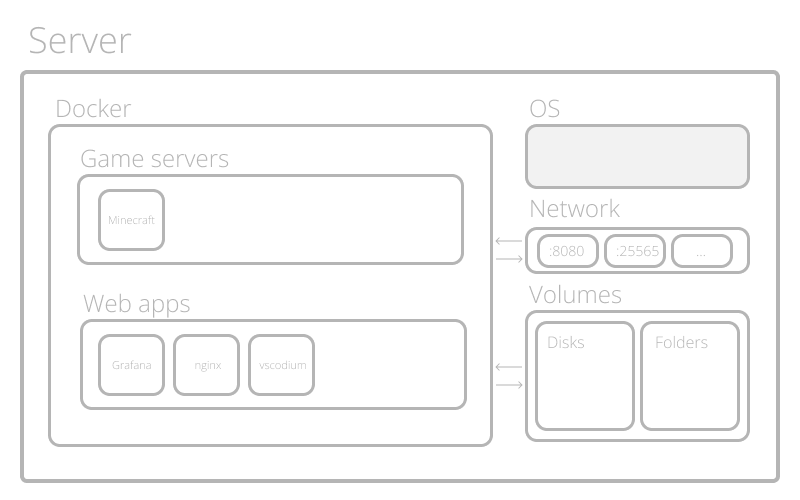 Server
Docker
Game servers
Minecraft
Web apps
Grafana
nginx
vscodium
OS
Network
:8080
:25565
...
Volumes
Disks
Folders